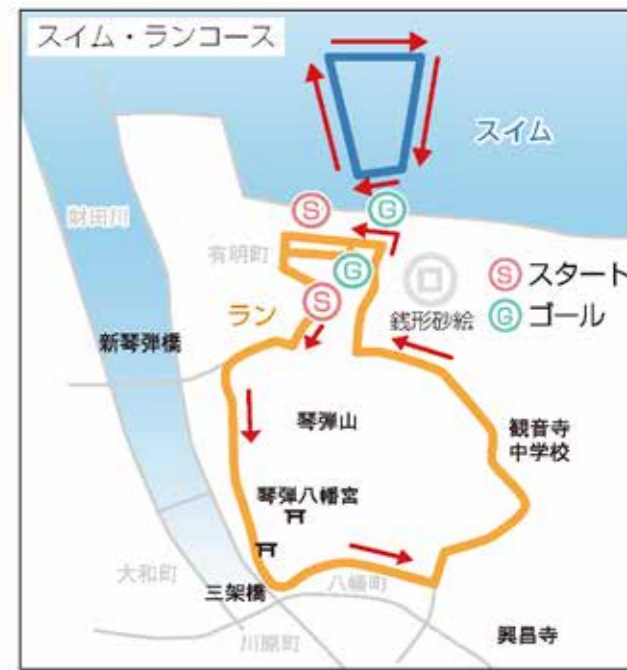 スイム・ランコース
スイム
財田川
S
G
有明町
G
S スタート
S
ラン
銭形砂絵
G ゴール
新琴弾橋
琴弾山
観音寺
中学校
琴弾八幡宮
大和町
三架橋
八幡町
川原町
興昌寺